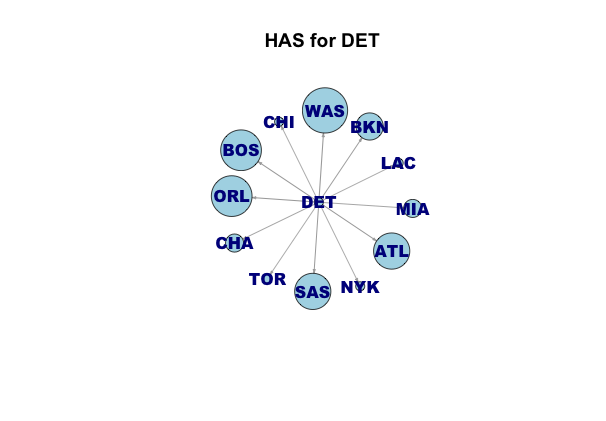 HAS for DET
WAS
CHI
BKN
BOS
LAC
ORL
DET
MIA
CHA
ATL
TOR
NYK
SAS